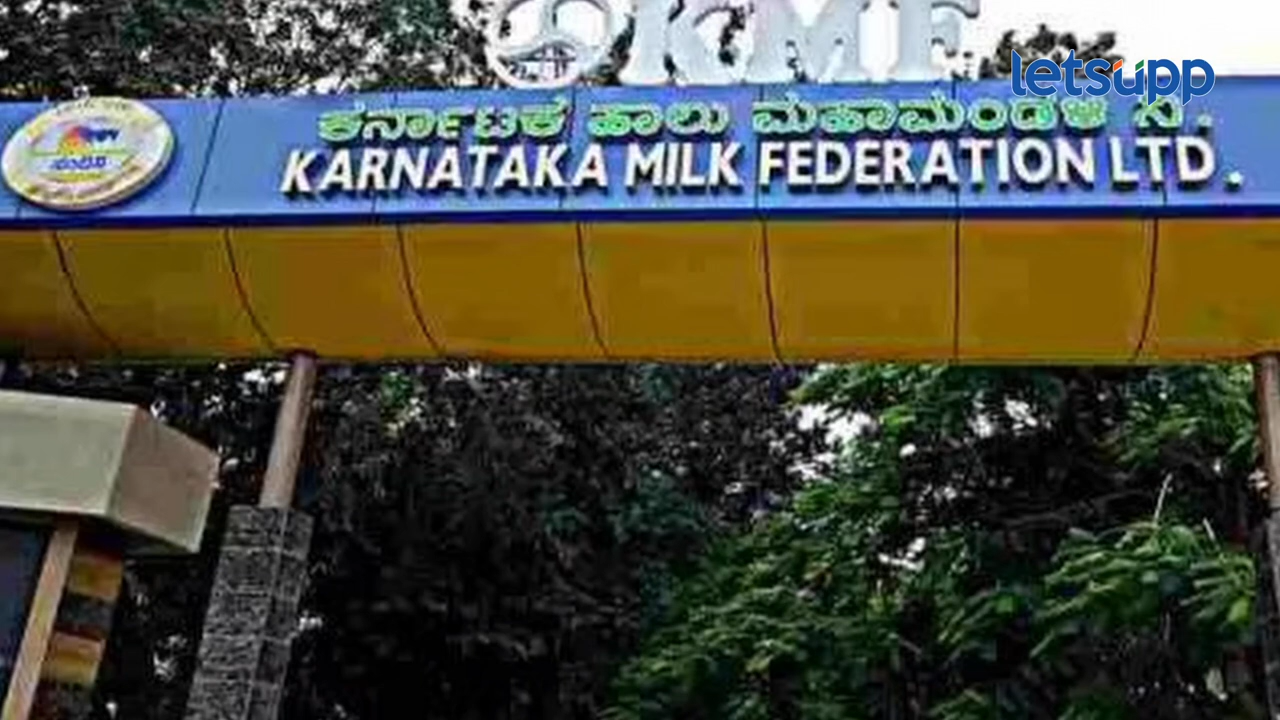 KMF
letsupp
ಕರ್ನಾಟಕ ಹಾಲು ಮಹಾಮಂಡಳಿ ನಿ.
KARNATAKA MILK FEDERATION LTD.
ನಂದಿನಿ